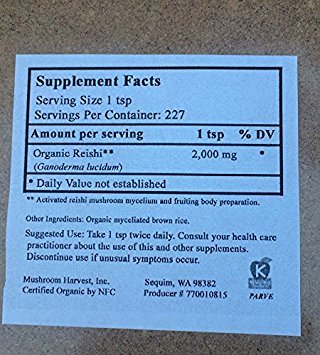 Supplement Facts
Serving Size 1 tsp
Servings Per Container: 227
Amount per serving 1 tsp % DV
Organic Reishi** 2,000 mg *
(Ganoderma lucidum)
* Daily Value not established
** Activated reishi mushroom mycelium and fruiting body preparation.
Other Ingredients: Organic myceliated brown rice.
Suggested Use: Take 1 tsp twice daily. Consult your health care
practitioner about the use of this and other supplements.
Discontinue use if unusual symptoms occur.
Mushroom Harvest, Inc. Sequim, WA 98382
Certified Organic by NFC Producer # 770010815
K
PARVE